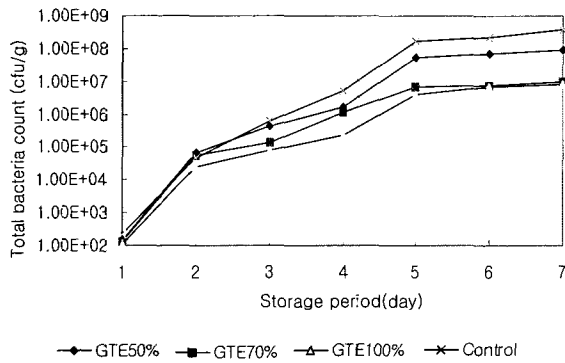 Total bacteria count (cfu/g)
1.00E+09
1.00E+08
1.00E+07
1.00E+06
1.00E+05
1.00E+04
1.00E+03
1.00E+02
1 2 3 4 5 6 7
Storage period(day)
GTE50% GTE70% GTE100% Control